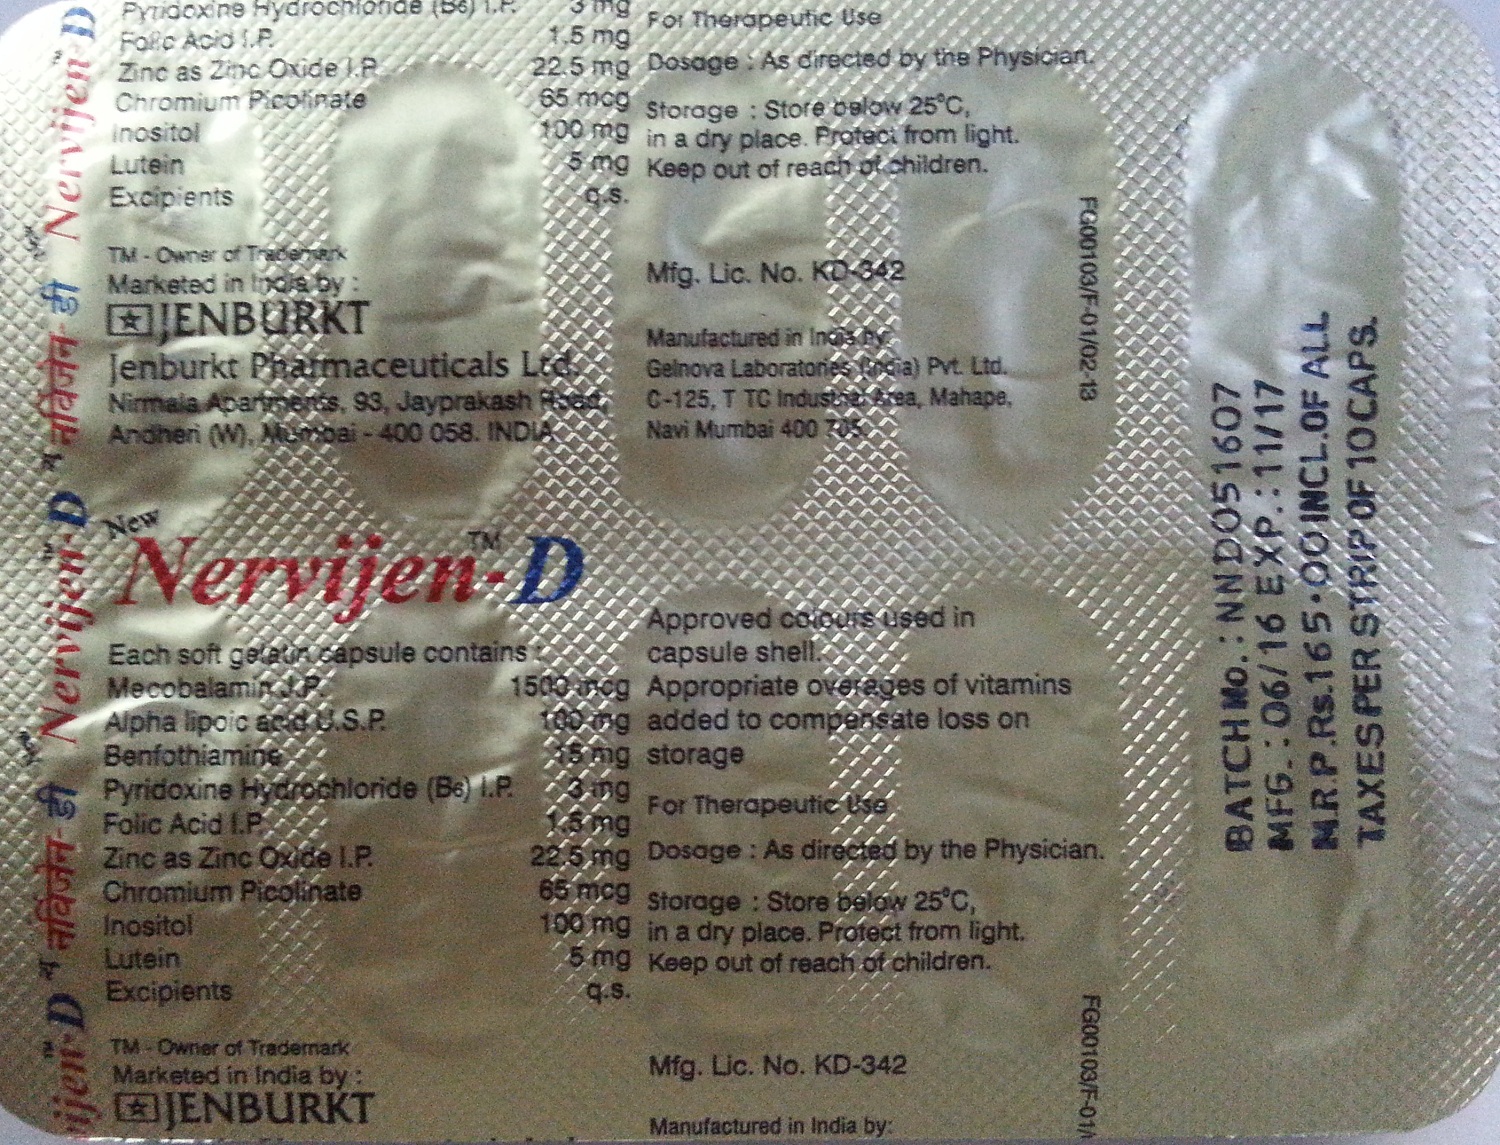 Pyridoxine Hydrochloride (B6) I.P. 3 mg
Folic Acid I.P. 1.5 mg
Zinc as Zinc Oxide I.P. 22.5 mg
Chromium Picolinate 65 mcg
Inositol 100 mg
Lutein 5 mg
Excipients q.s.
TM - Owner of Trademark
Marketed in India by :
JENBURKT
Jenburkt Pharmaceuticals Ltd.
Nirmala Apartments, 93, Jayprakash Road,
Andheri (W), Mumbai - 400 058. INDIA
For Therapeutic Use
Dosage : As directed by the Physician.
Storage : Store below 25°C,
in a dry place. Protect from light.
Keep out of reach of children.
Mfg. Lic. No. KD-342
Manufactured in India by:
Gelnova Laboratories (India) Pvt. Ltd.
C-125, T TC Industrial Area, Mahape,
Navi Mumbai 400 705.
FG00103/F-01/02-13
New
Nervijen™-D
Each soft gelatin capsule contains :
Mecobalamin J.P. 1500 mcg
Alpha lipoic acid U.S.P. 100 mg
Benfothiamine 15 mg
Pyridoxine Hydrochloride (B6) I.P. 3 mg
Folic Acid I.P. 1.5 mg
Zinc as Zinc Oxide I.P. 22.5 mg
Chromium Picolinate 65 mcg
Inositol 100 mg
Lutein 5 mg
Excipients q.s.
TM - Owner of Trademark
Marketed in India by :
JENBURKT
Approved colours used in
capsule shell.
Appropriate overages of vitamins
added to compensate loss on
storage
For Therapeutic Use
Dosage : As directed by the Physician.
Storage : Store below 25°C,
in a dry place. Protect from light.
Keep out of reach of children.
Mfg. Lic. No. KD-342
Manufactured in India by:
FG00103/F-01/
BATCH No. : NND051607
MFG. : 06/16 EXP. : 11/17
M.R.P.Rs.165.00 INCL.OF ALL
TAXES PER STRIP OF 10 CAPS.
Nervijen-D
नर्विजेन-डी
Nervijen-D
नर्विजेन-डी
ijen-D